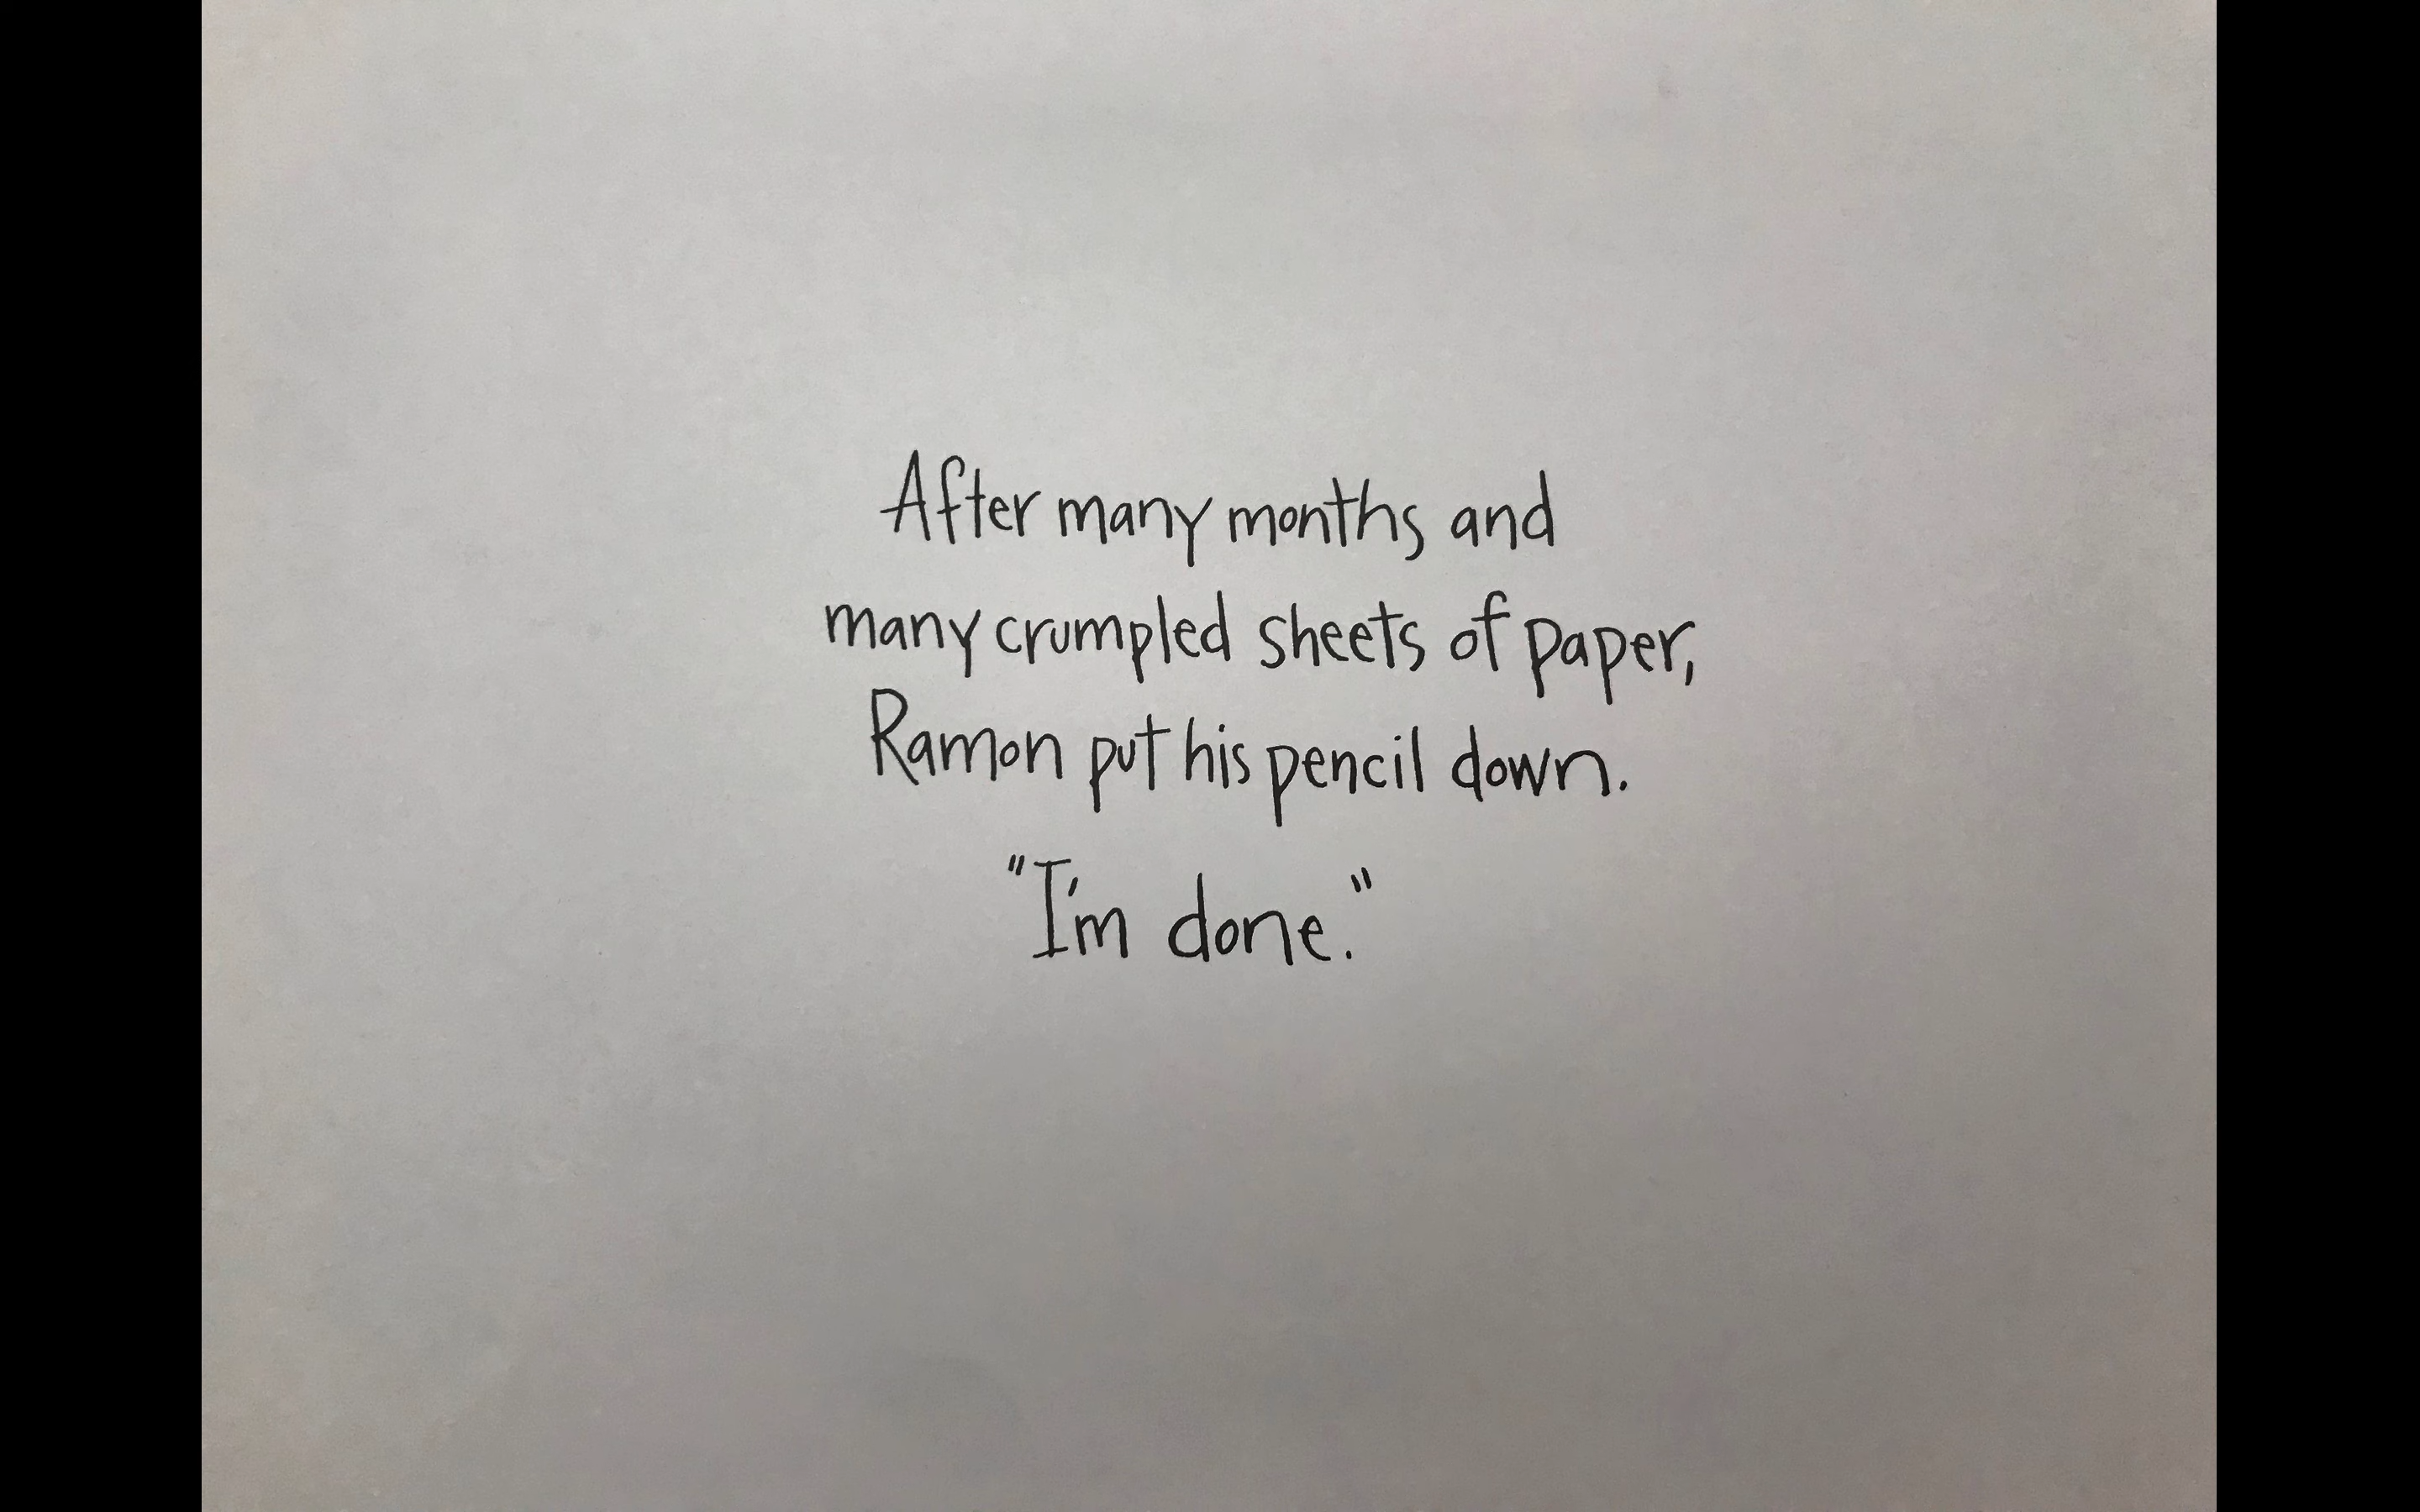 After many months and
many crumpled sheets of paper,
Ramon put his pencil down.
"I'm done."